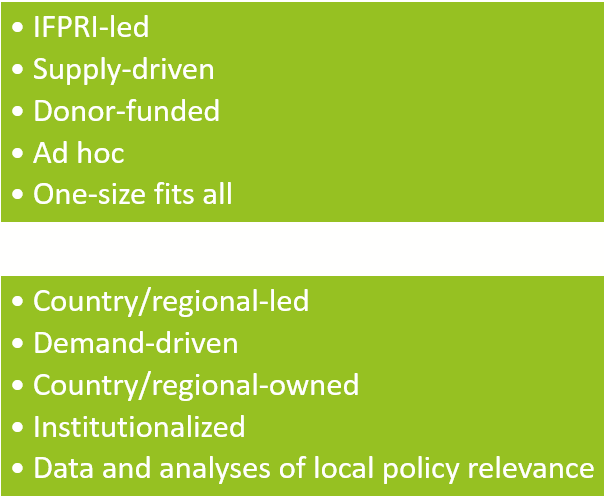 • IFPRI-led
• Supply-driven
• Donor-funded
• Ad hoc
• One-size fits all
• Country/regional-led
• Demand-driven
• Country/regional-owned
• Institutionalized
• Data and analyses of local policy relevance